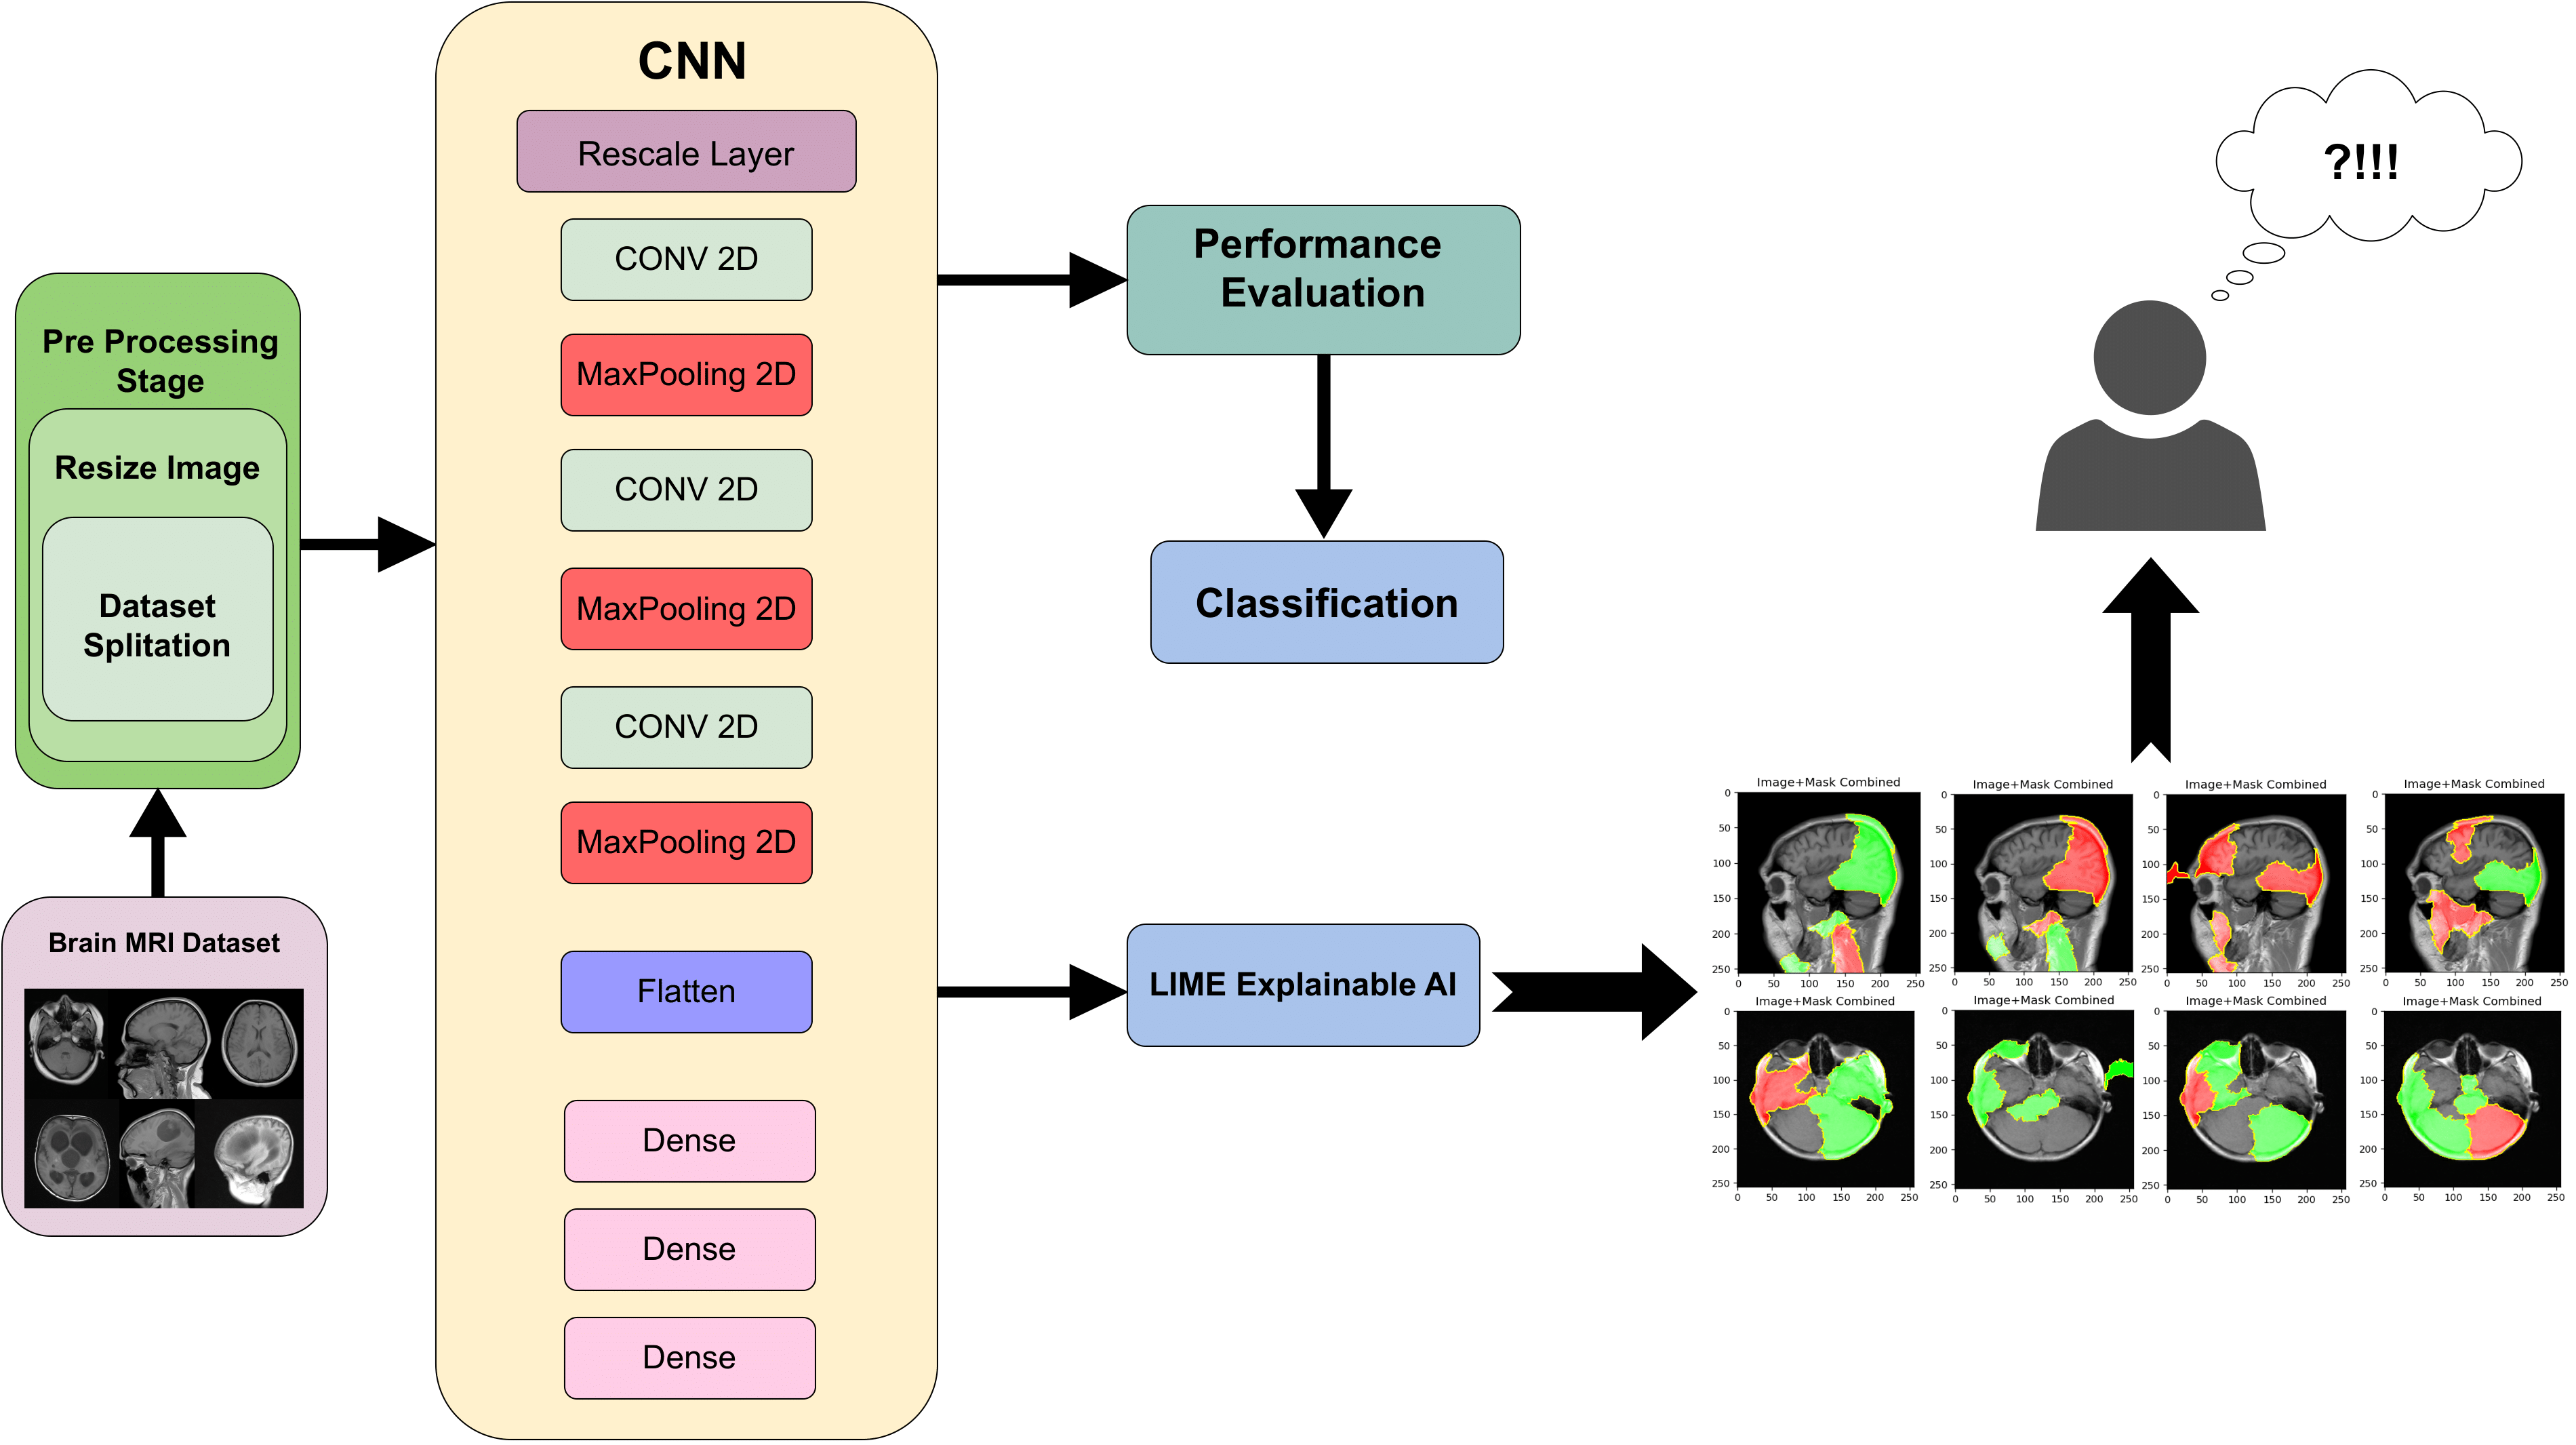 CNN
Rescale Layer
CONV 2D
MaxPooling 2D
CONV 2D
MaxPooling 2D
CONV 2D
MaxPooling 2D
Flatten
Dense
Dense
Dense
Pre Processing
Stage
Resize Image
Dataset
Splitation
Brain MRI Dataset
Performance
Evaluation
Classification
LIME Explainable AI
?!!!
Image+Mask Combined
0
50
100
150
200
250
0 50 100 150 200 250
Image+Mask Combined
0
50
100
150
200
250
0 50 100 150 200 250
Image+Mask Combined
0
50
100
150
200
250
0 50 100 150 200 250
Image+Mask Combined
0
50
100
150
200
250
0 50 100 150 200 250
Image+Mask Combined
0
50
100
150
200
250
0 50 100 150 200 250
Image+Mask Combined
0
50
100
150
200
250
0 50 100 150 200 250
Image+Mask Combined
0
50
100
150
200
250
0 50 100 150 200 250
Image+Mask Combined
0
50
100
150
200
250
0 50 100 150 200 250